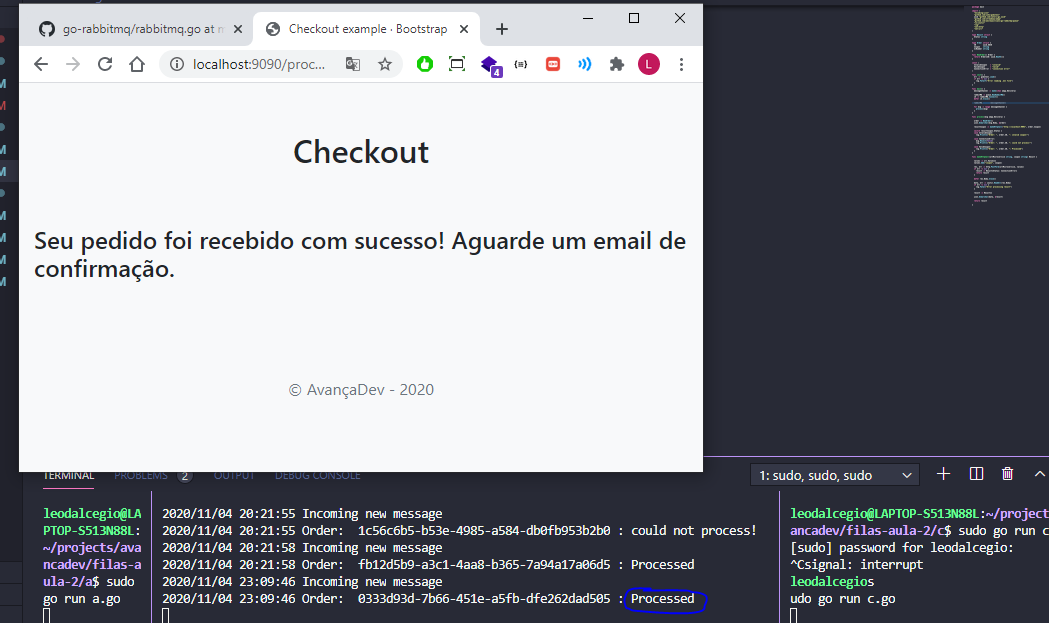 go-rabbitmq/rabbitmq.go at m
Checkout example · Bootstrap
localhost:9090/proc...
4
L
Checkout
Seu pedido foi recebido com sucesso! Aguarde um email de
confirmação.
© AvançaDev - 2020
M
M
M
M
M
M
M
M
TERMINAL
PROBLEMS 2
OUTPUT
DEBUG CONSOLE
1: sudo, sudo, sudo
leodalcegio@LA
PTOP-S513N88L:
~/projects/ava
ncadev/filas-a
ula-2/a$ sudo
go run a.go
2020/11/04 20:21:55 Incoming new message
2020/11/04 20:21:55 Order:  1c56c6b5-b53e-4985-a584-db0fb953b2b0 : could not process!
2020/11/04 20:21:58 Incoming new message
2020/11/04 20:21:58 Order:  fb12d5b9-a3c1-4aa8-b365-7a94a17a06d5 : Processed
2020/11/04 23:09:46 Incoming new message
2020/11/04 23:09:46 Order:  0333d93d-7b66-451e-a5fb-dfe262dad505 : Processed
leodalcegio@LAPTOP-S513N88L:~/project
ancadev/filas-aula-2/c$ sudo go run c
[sudo] password for leodalcegio:
^Csignal: interrupt
leodalcegios
udo go run c.go